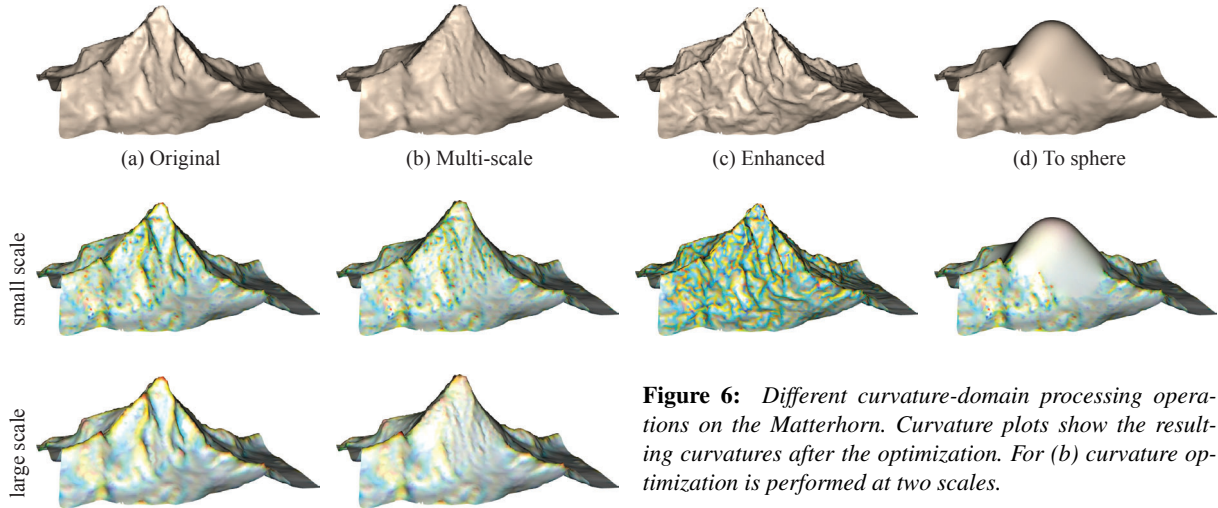 (a) Original
(b) Multi-scale
(c) Enhanced
(d) To sphere
small scale
large scale
Figure 6: Different curvature-domain processing opera-
tions on the Matterhorn. Curvature plots show the result-
ing curvatures after the optimization. For (b) curvature op-
timization is performed at two scales.